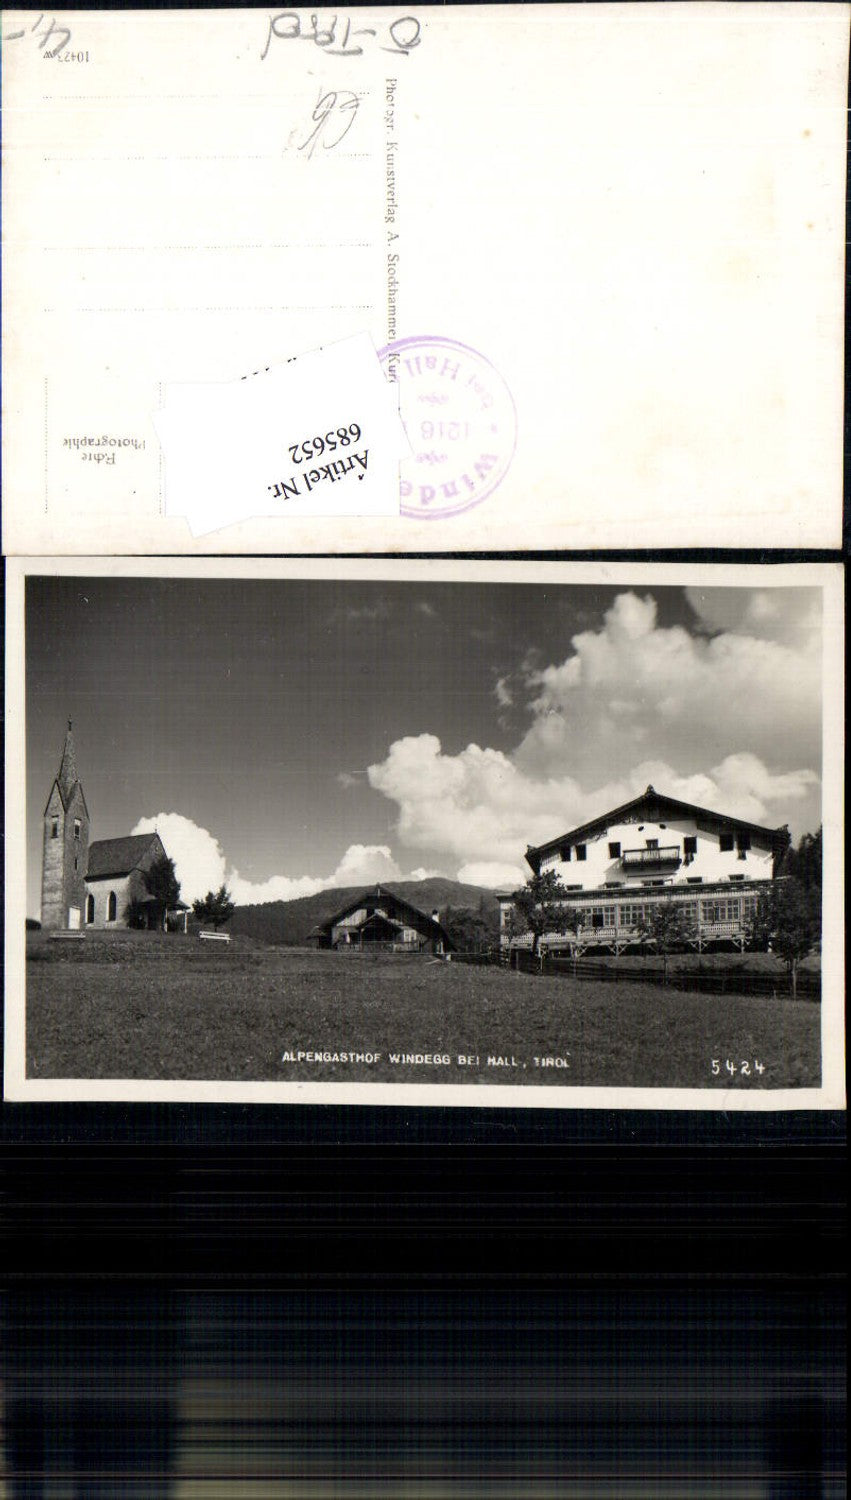 4,-
Ö-Tirol
10423 W
Photogr. Kunstverlag A. Stockhammer,
bei Hall
1216
Winde
Echte
Photographie
Artikel Nr.
685652
ALPENGASTHOF WINDEGG BEI HALL, TIROL
5424